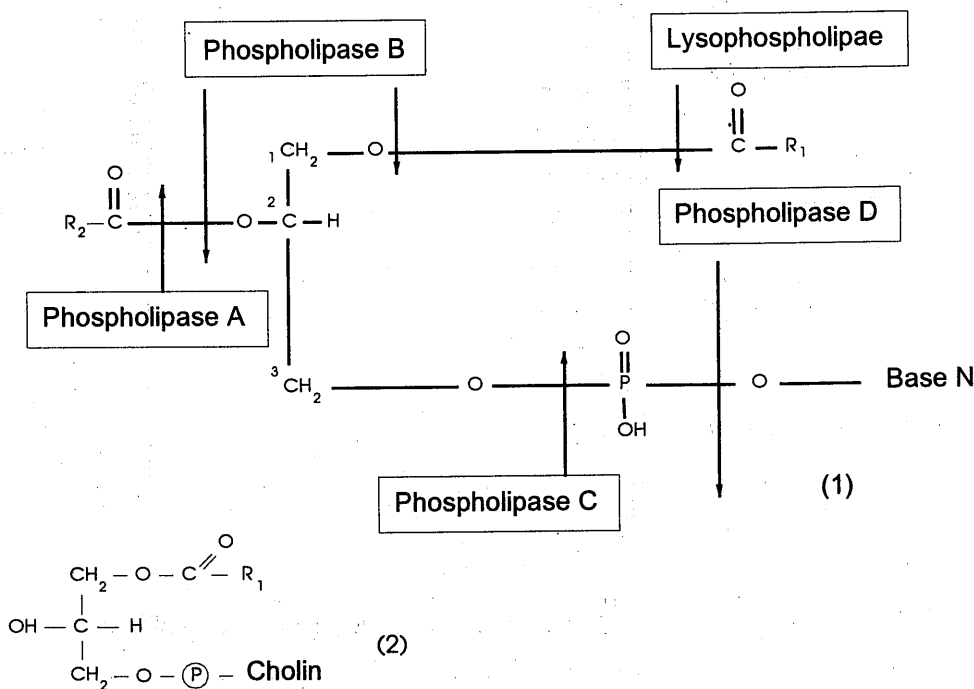 Phospholipase B
Lysophospholipae
O
1 CH2 – O C – R1
O
R2 – C O – C – H
2
Phospholipase D
Phospholipase A
3 CH2 O P O Base N
O
OH
Phospholipase C
(1)
O
CH2 – O – C – R1
OH – C – H
(2)
CH2 – O – P – Cholin